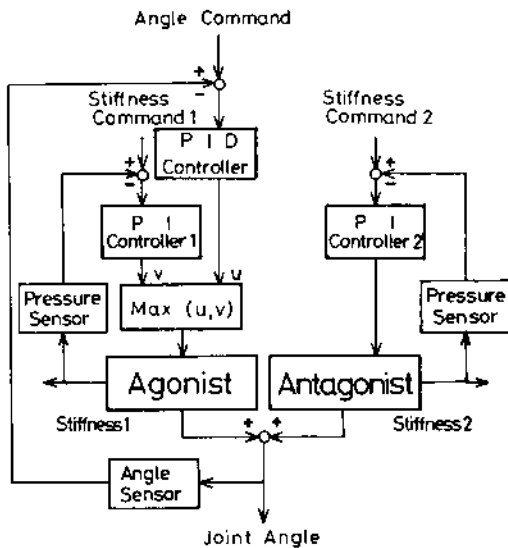 Angle Command
+
-
Stiffness
Command 1
Stiffness
Command 2
P I D
Controller
+
-
+
-
P I
Controller 1
P I
Controller 2
v
u
Pressure
Sensor
Max (u,v)
Pressure
Sensor
Agonist
Antagonist
Stiffness1
+
+
Stiffness2
Angle
Sensor
Joint Angle